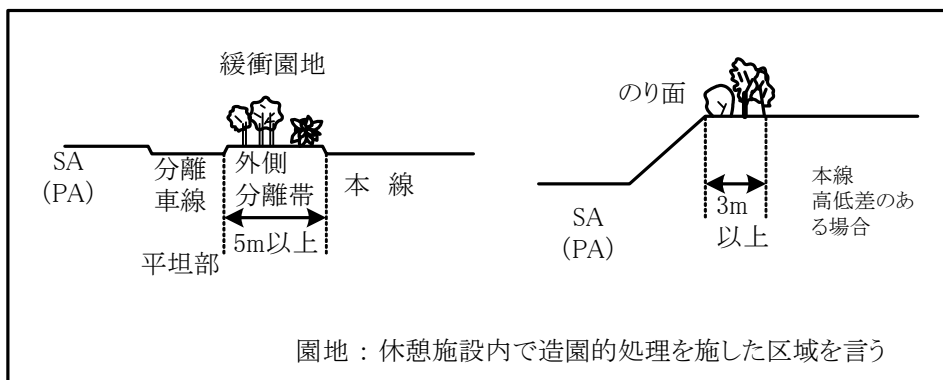 緩衝園地
SA
(PA)
分離
車線
外側
分離帯
本 線
5m以上
平坦部
のり面
SA
(PA)
3m
以上
本線
高低差のあ
る場合
園地 : 休憩施設内で造園的処理を施した区域を言う